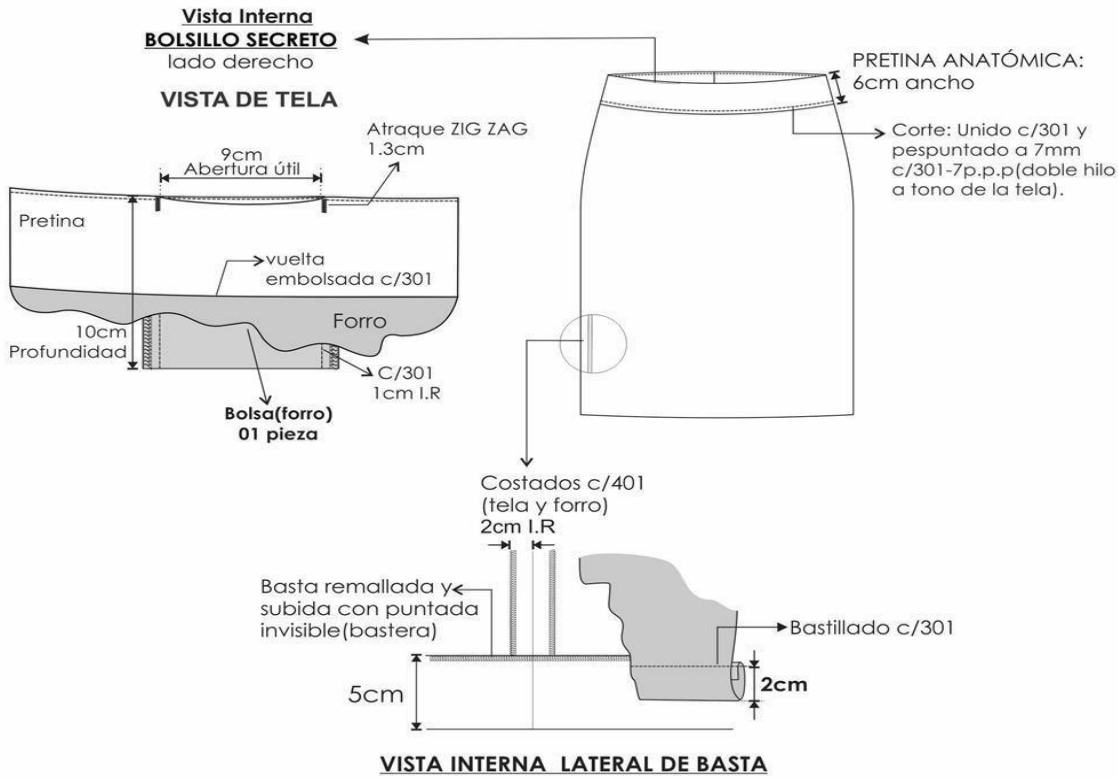 Vista Interna
BOLSILLO SECRETO
lado derecho
VISTA DE TELA
PRETINA ANATÓMICA:
6cm ancho
Corte: Unido c/301 y
pespuntado a 7mm
c/301-7p.p.p(doble hilo
a tono de la tela).
Atraque ZIG ZAG
1.3cm
9cm
Abertura útil
Pretina
vuelta
embolsada c/301
Forro
10cm
Profundidad
C/301
1cm I.R
Bolsa(forro)
01 pieza
Costados c/401
(tela y forro)
2cm I.R
Basta remallada y
subida con puntada
invisible(bastera)
Bastillado c/301
5cm
2cm
VISTA INTERNA LATERAL DE BASTA